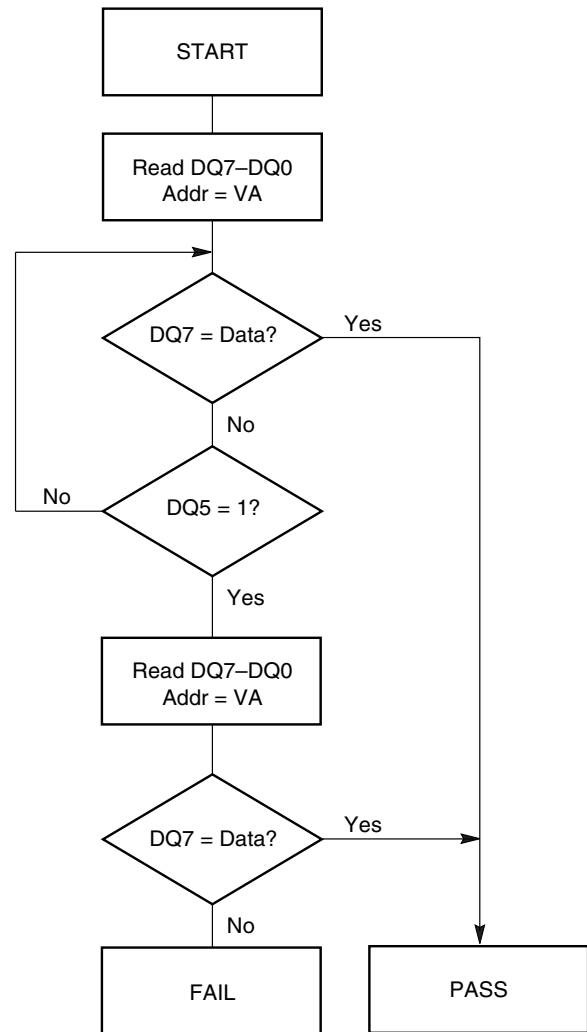 START
Read DQ7–DQ0
Addr = VA
DQ7 = Data?
Yes
No
No
DQ5 = 1?
Yes
Read DQ7–DQ0
Addr = VA
DQ7 = Data?
Yes
No
FAIL
PASS